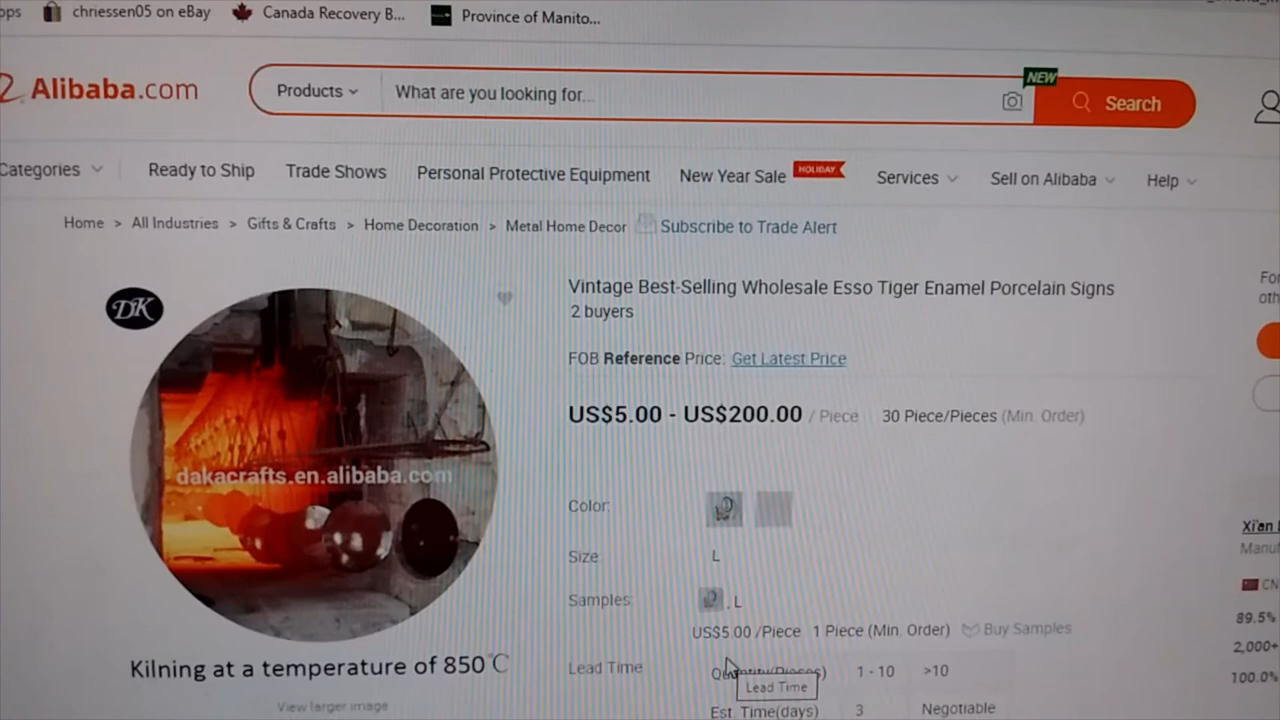 chriessen05 on eBay
Canada Recovery B...
Province of Manito...
Alibaba.com
Products
What are you looking for...
NEW
Search
Categories
Ready to Ship
Trade Shows
Personal Protective Equipment
New Year Sale
HOLIDAY
Services
Sell on Alibaba
Help
Home > All Industries > Gifts & Crafts > Home Decoration > Metal Home Decor
Subscribe to Trade Alert
DK
Vintage Best-Selling Wholesale Esso Tiger Enamel Porcelain Signs
2 buyers
FOB Reference Price: Get Latest Price
US$5.00 - US$200.00 / Piece
30 Piece/Pieces (Min. Order)
dakacrafts.en.alibaba.com
Color:
Size
L
Samples:
, L
US$5.00 /Piece
1 Piece (Min. Order)
Buy Samples
Kilning at a temperature of 850℃
View larger image
Lead Time
Quantity(Pieces)
1 - 10
>10
Lead Time
Est. Time(days)
3
Negotiable
Xi'an
CN
89.5%
2,000+
100.0%